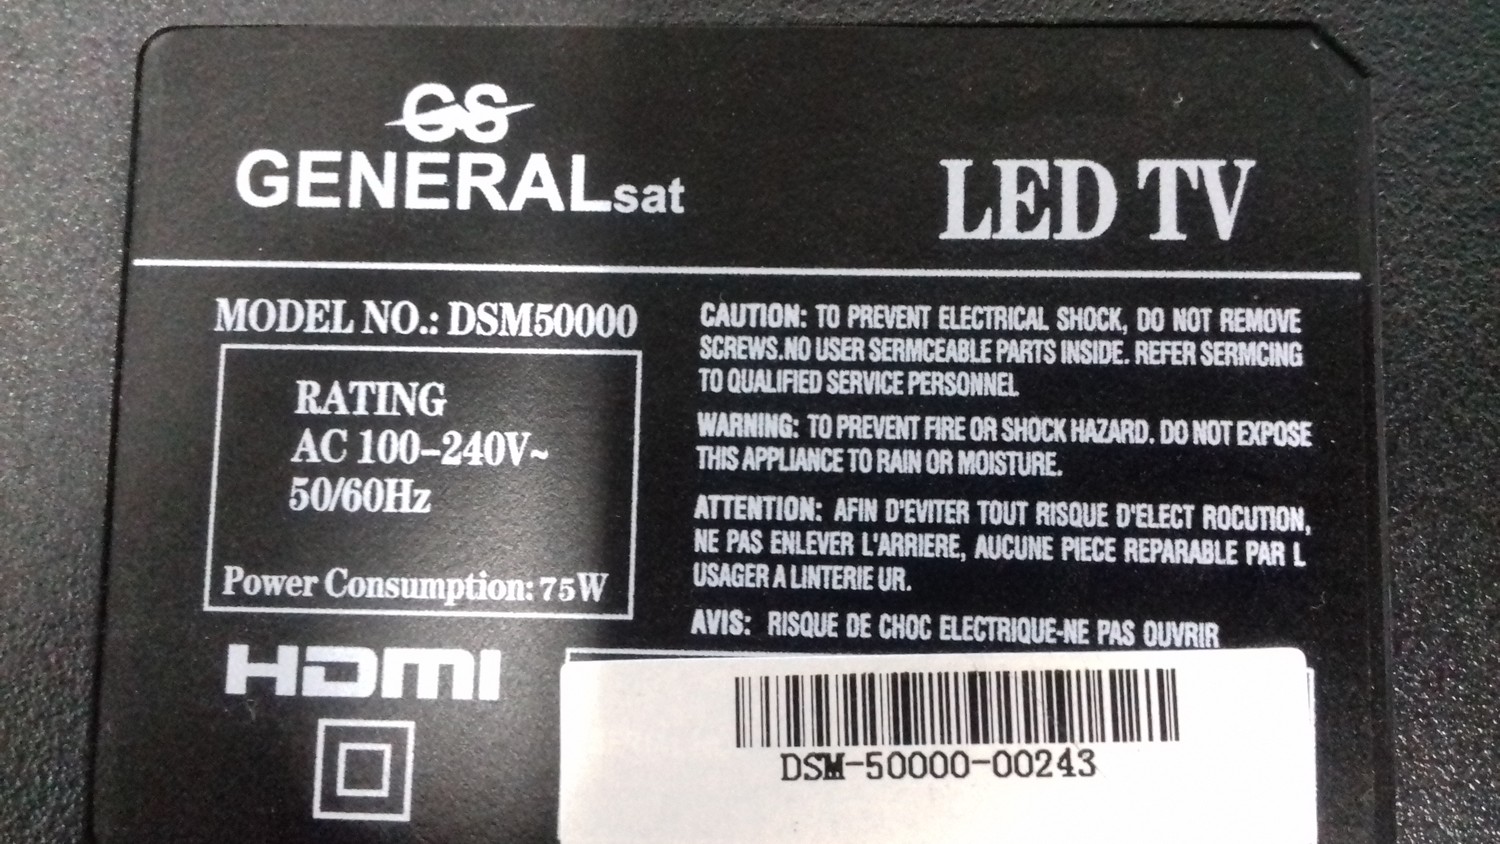 GS
GENERALsat
LED TV
MODEL NO.: DSM50000
RATING
AC 100-240V~
50/60Hz
Power Consumption: 75W
HDMI
CAUTION: TO PREVENT ELECTRICAL SHOCK, DO NOT REMOVE
SCREWS.NO USER SERMCEABLE PARTS INSIDE. REFER SERMCING
TO QUALIFIED SERVICE PERSONNEL
WARNING: TO PREVENT FIRE OR SHOCK HAZARD. DO NOT EXPOSE
THIS APPLIANCE TO RAIN OR MOISTURE.
ATTENTION: AFIN D'EVITER TOUT RISQUE D'ELECT ROCUTION,
NE PAS ENLEVER L'ARRIERE, AUCUNE PIECE REPARABLE PAR L
USAGER A LINTERIE UR.
AVIS: RISQUE DE CHOC ELECTRIQUE-NE PAS OUVRIR
DSM-50000-00243